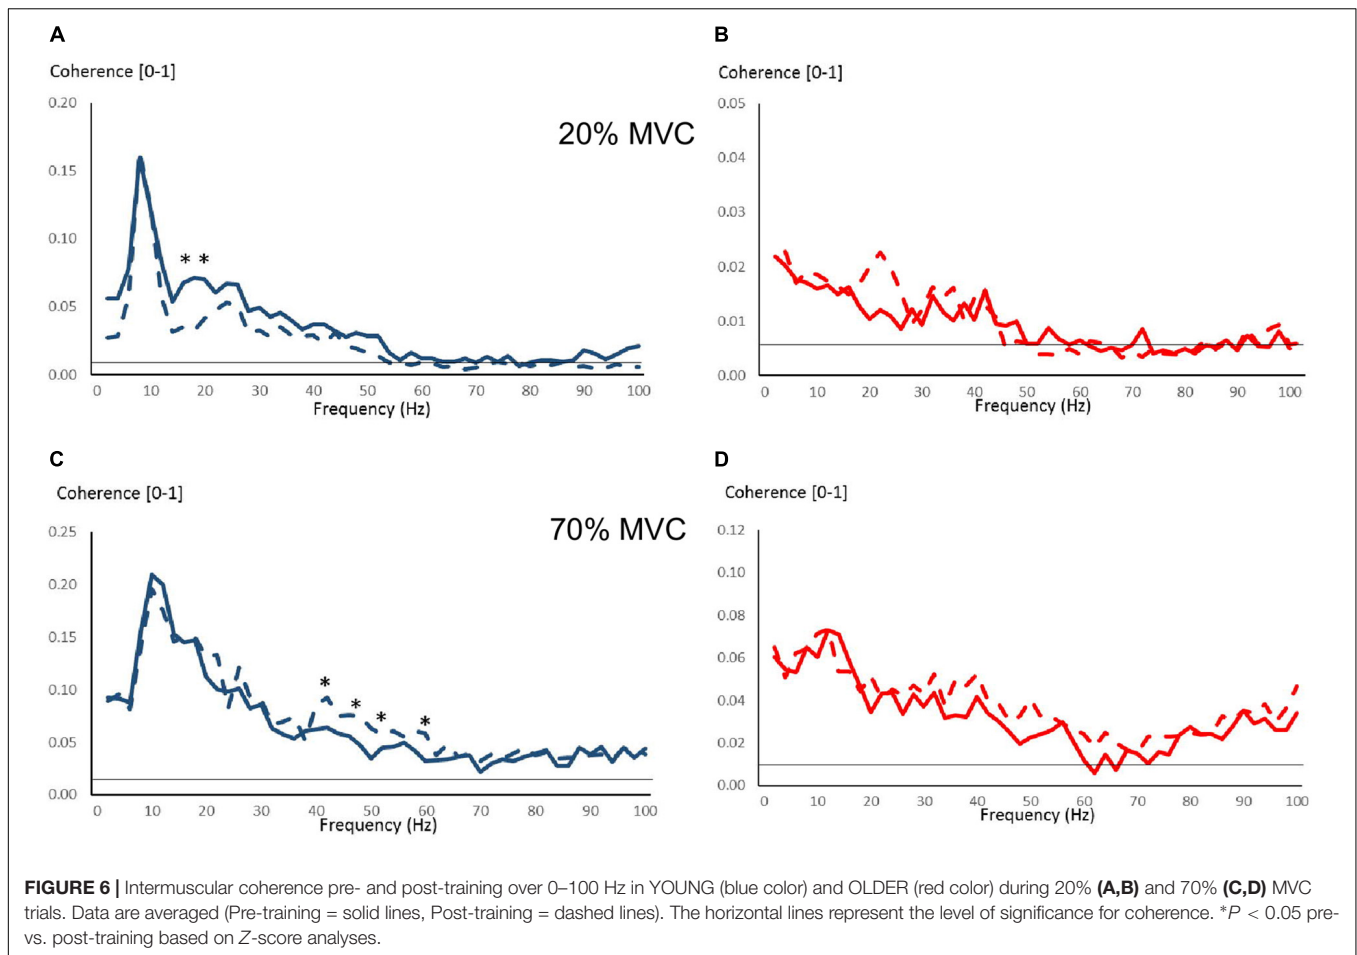 A
Coherence [0-1]
0.20
0.15
0.10
0.05
0.00
* *
0 10 20 30 40 50 60 70 80 90 100
Frequency (Hz)
20% MVC
B
Coherence [0-1]
0.05
0.04
0.03
0.02
0.01
0.00
0 10 20 30 40 50 60 70 80 90 100
Frequency (Hz)
C
Coherence [0-1]
0.25
0.20
0.15
0.10
0.05
0.00
* * * *
0 10 20 30 40 50 60 70 80 90 100
Frequency (Hz)
70% MVC
D
Coherence [0-1]
0.12
0.10
0.08
0.06
0.04
0.02
0.00
0 10 20 30 40 50 60 70 80 90 100
Frequency (Hz)
FIGURE 6 | Intermuscular coherence pre- and post-training over 0–100 Hz in YOUNG (blue color) and OLDER (red color) during 20% (A,B) and 70% (C,D) MVC
trials. Data are averaged (Pre-training = solid lines, Post-training = dashed lines). The horizontal lines represent the level of significance for coherence. *P < 0.05 pre-
vs. post-training based on Z-score analyses.